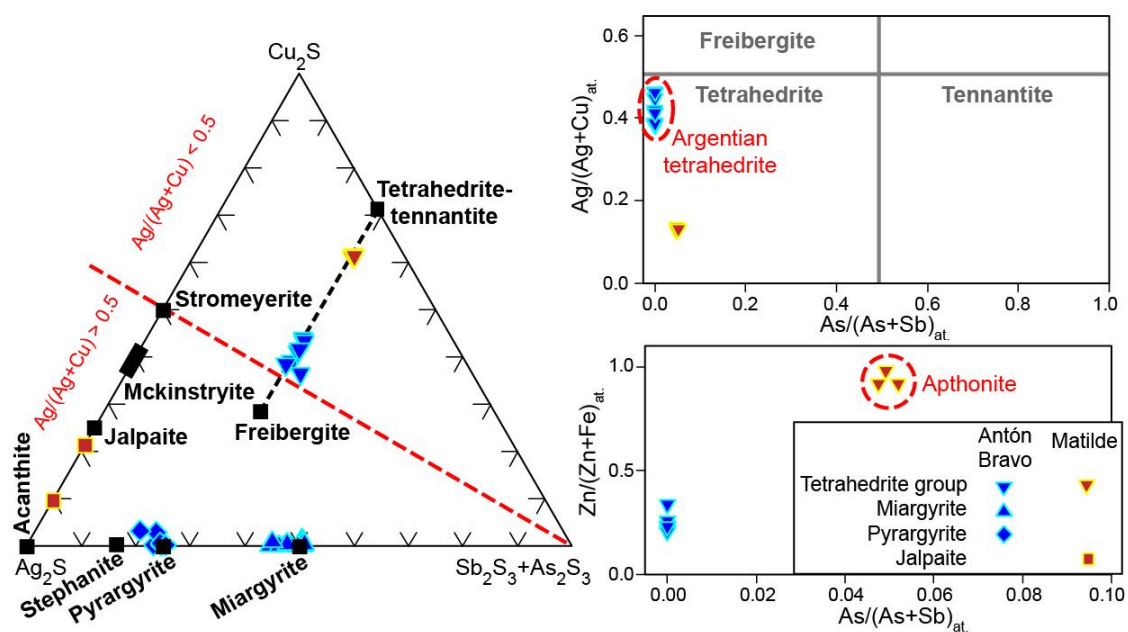 Cu2S
Ag/(Ag+Cu) < 0.5
Ag/(Ag+Cu) > 0.5
Tetrahedrite-
tennantite
Stromeyerite
Mckinstryite
Freibergite
Jalpaite
Acanthite
Ag2S
Stephanite
Pyrargyrite
Miargyrite
Sb2S3+As2S3
Ag/(Ag+Cu)at.
0.6
0.4
0.2
0.0
Freibergite
Tetrahedrite
Tennantite
Argentian
tetrahedrite
0.0 0.2 0.4 0.6 0.8 1.0
As/(As+Sb)at.
Zn/(Zn+Fe)at.
1.0
0.5
0.0
Apthonite
Antón
Bravo
Matilde
Tetrahedrite group
Miargyrite
Pyrargyrite
Jalpaite
0.00 0.02 0.04 0.06 0.08 0.10
As/(As+Sb)at.